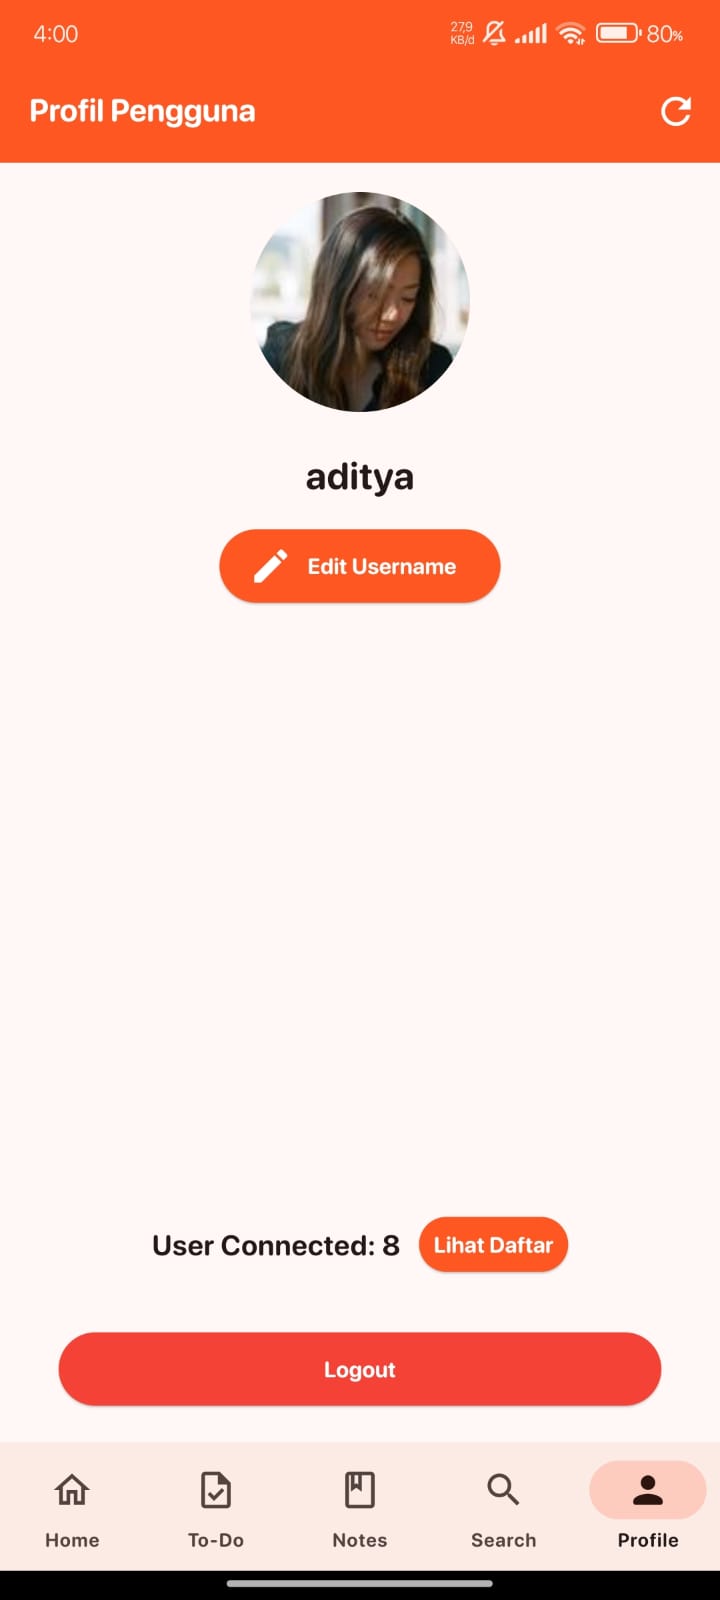 4:00
27,9
KB/d
80%
Profil Pengguna
aditya
Edit Username
User Connected: 8
Lihat Daftar
Logout
Home
To-Do
Notes
Search
Profile